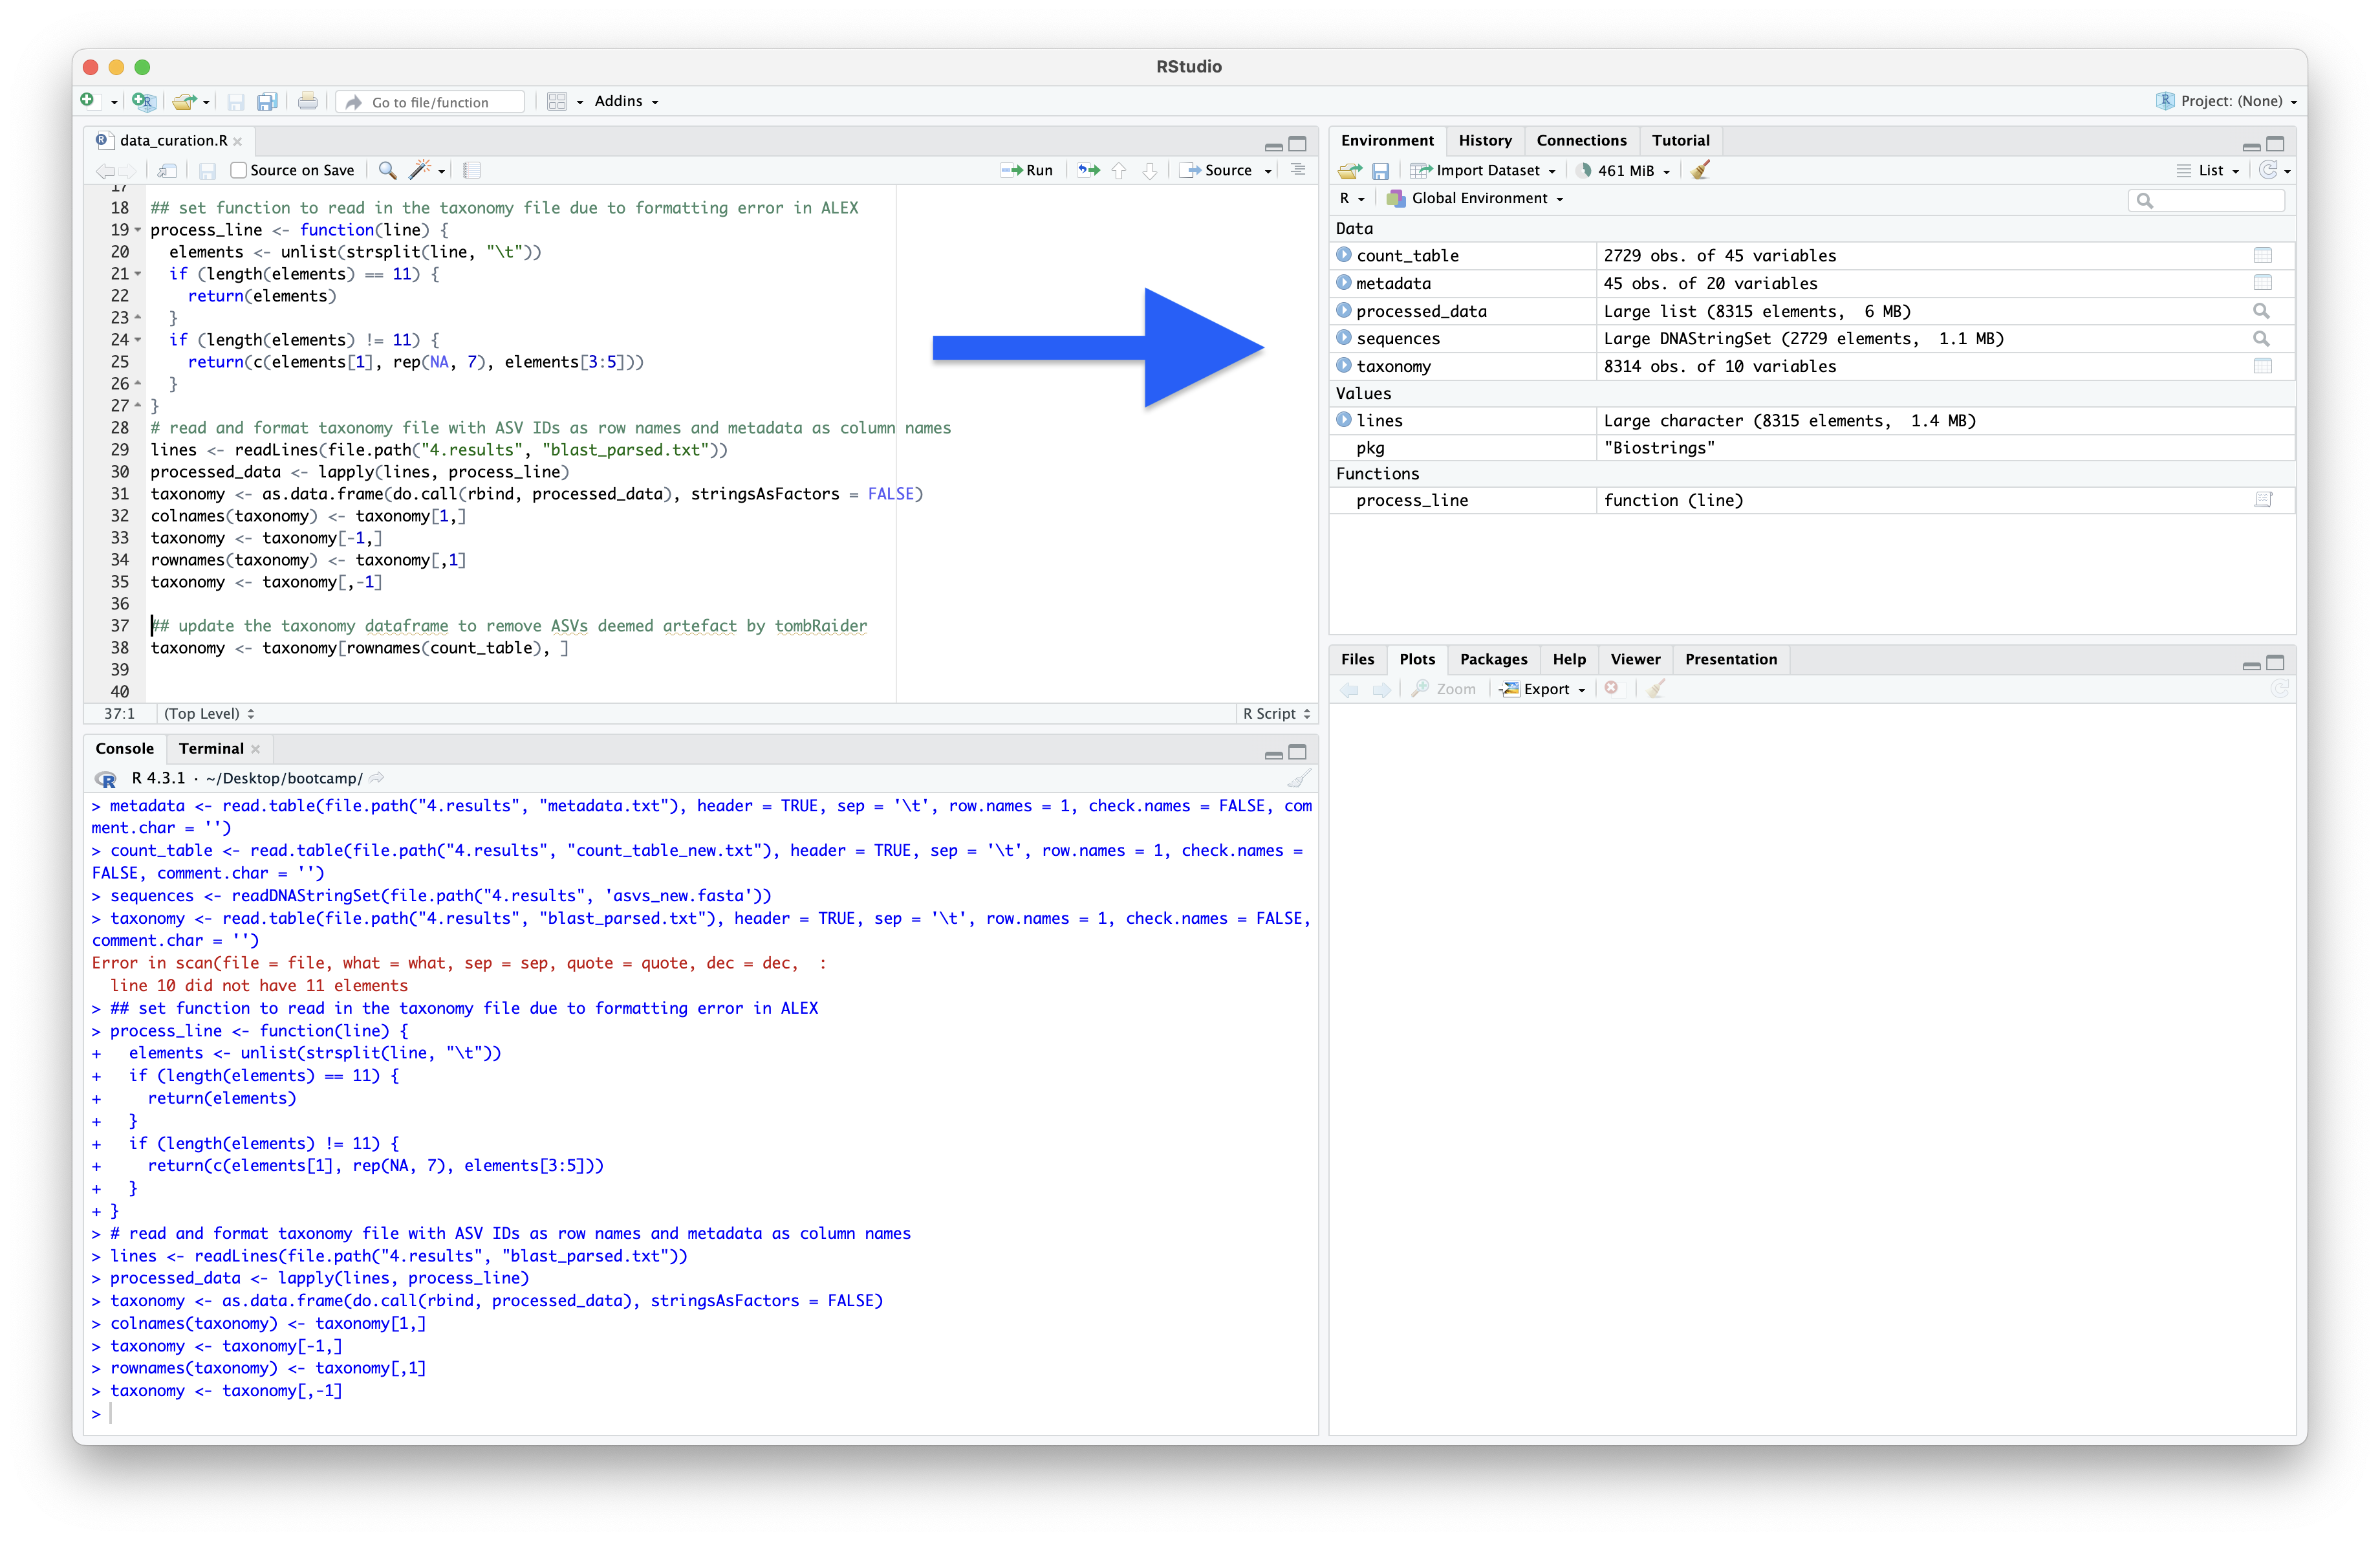 RStudio
Go to file/function
Addins
Project: (None)
data_curation.R
Source on Save
Run
Source
17
18 ## set function to read in the taxonomy file due to formatting error in ALEX
19 process_line <- function(line) {
20 elements <- unlist(strsplit(line, "\t"))
21 if (length(elements) == 11) {
22 return(elements)
23 }
24 if (length(elements) != 11) {
25 return(c(elements[1], rep(NA, 7), elements[3:5]))
26 }
27 }
28 # read and format taxonomy file with ASV IDs as row names and metadata as column names
29 lines <- readLines(file.path("4.results", "blast_parsed.txt"))
30 processed_data <- lapply(lines, process_line)
31 taxonomy <- as.data.frame(do.call(rbind, processed_data), stringsAsFactors = FALSE)
32 colnames(taxonomy) <- taxonomy[1,]
33 taxonomy <- taxonomy[-1,]
34 rownames(taxonomy) <- taxonomy[,1]
35 taxonomy <- taxonomy[,-1]
36
37 ## update the taxonomy dataframe to remove ASVs deemed artefact by tombRaider
38 taxonomy <- taxonomy[rownames(count_table), ]
39
40
37:1 (Top Level) R Script
Console Terminal
R 4.3.1 · ~/Desktop/bootcamp/
> metadata <- read.table(file.path("4.results", "metadata.txt"), header = TRUE, sep = '\t', row.names = 1, check.names = FALSE, com
ment.char = '')
> count_table <- read.table(file.path("4.results", "count_table_new.txt"), header = TRUE, sep = '\t', row.names = 1, check.names =
FALSE, comment.char = '')
> sequences <- readDNAStringSet(file.path("4.results", 'asvs_new.fasta'))
> taxonomy <- read.table(file.path("4.results", "blast_parsed.txt"), header = TRUE, sep = '\t', row.names = 1, check.names = FALSE,
comment.char = '')
Error in scan(file = file, what = what, sep = sep, quote = quote, dec = dec, :
line 10 did not have 11 elements
> ## set function to read in the taxonomy file due to formatting error in ALEX
> process_line <- function(line) {
+ elements <- unlist(strsplit(line, "\t"))
+ if (length(elements) == 11) {
+ return(elements)
+ }
+ if (length(elements) != 11) {
+ return(c(elements[1], rep(NA, 7), elements[3:5]))
+ }
+ }
> # read and format taxonomy file with ASV IDs as row names and metadata as column names
> lines <- readLines(file.path("4.results", "blast_parsed.txt"))
> processed_data <- lapply(lines, process_line)
> taxonomy <- as.data.frame(do.call(rbind, processed_data), stringsAsFactors = FALSE)
> colnames(taxonomy) <- taxonomy[1,]
> taxonomy <- taxonomy[-1,]
> rownames(taxonomy) <- taxonomy[,1]
> taxonomy <- taxonomy[,-1]
>
Environment History Connections Tutorial
Import Dataset 461 MiB List
R Global Environment
Data
count_table 2729 obs. of 45 variables
metadata 45 obs. of 20 variables
processed_data Large list (8315 elements, 6 MB)
sequences Large DNAStringSet (2729 elements, 1.1 MB)
taxonomy 8314 obs. of 10 variables
Values
lines Large character (8315 elements, 1.4 MB)
pkg "Biostrings"
Functions
process_line function (line)
Files Plots Packages Help Viewer Presentation
Zoom Export